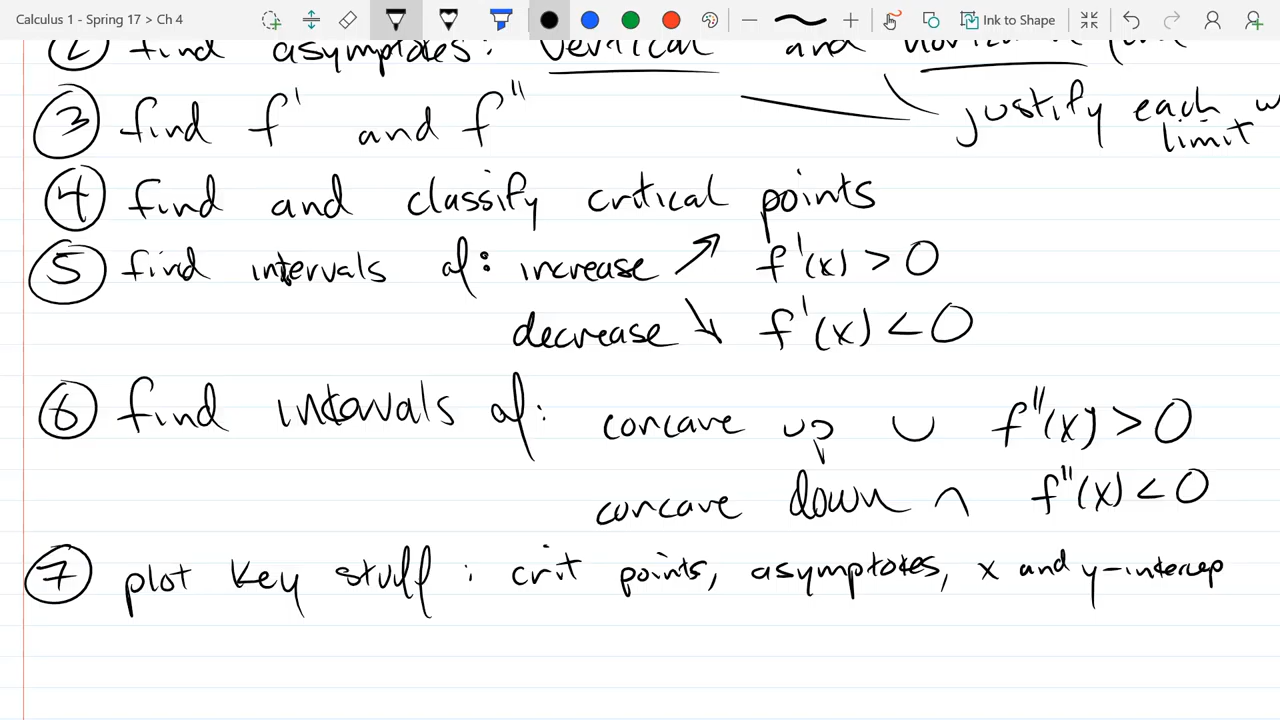 Calculus 1 - Spring 17 > Ch 4
Ink to Shape
② find asymptotes: vertical and
justify each
limit
③ find f' and f"
④ find and classify critical points
⑤ find intervals of: increase ↗ f'(x) > 0
decrease ↘ f'(x) < 0
⑥ find intervals of: concave up ∪ f"(x) > 0
concave down ∩ f"(x) < 0
⑦ plot key stuff: crit points, asymptotes, x and y-intercep